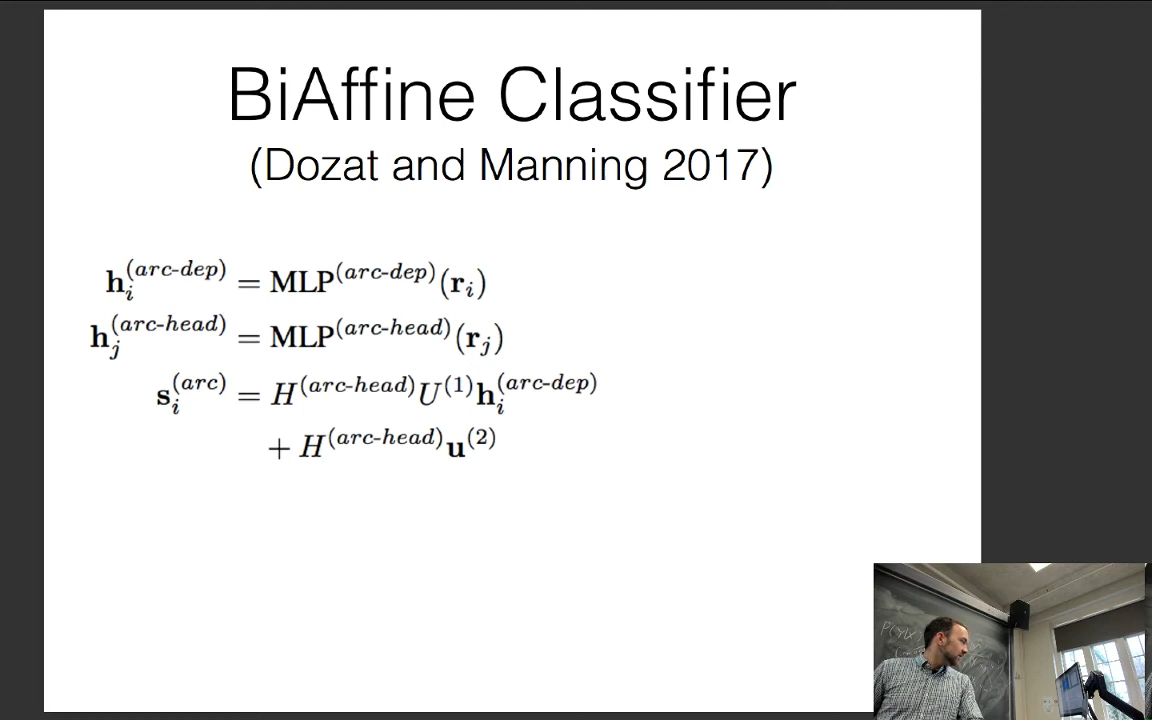 BiAffine Classifier
(Dozat and Manning 2017)
h_i^{(arc-dep)} = MLP^{(arc-dep)}(r_i)
h_j^{(arc-head)} = MLP^{(arc-head)}(r_j)
s_i^{(arc)} = H^{(arc-head)}U^{(1)}h_i^{(arc-dep)}
+ H^{(arc-head)}u^{(2)}